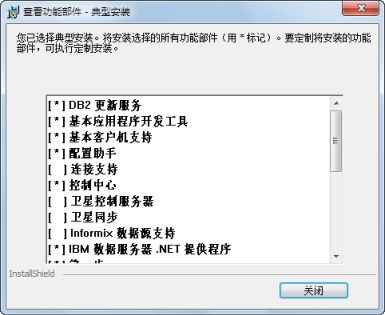 查看功能部件 - 典型安装
您已选择典型安装。将安装选择的所有功能部件（用 * 标记）。要定制将安装的功能
部件，可执行定制安装。
[ * ] DB2 更新服务
[ * ] 基本应用程序开发工具
[ * ] 基本客户机支持
[ * ] 配置助手
[   ] 连接支持
[ * ] 控制中心
[   ] 卫星控制服务器
[   ] 卫星同步
[   ] Informix 数据源支持
[ * ] IBM 数据服务器 .NET 提供程序
InstallShield
关闭